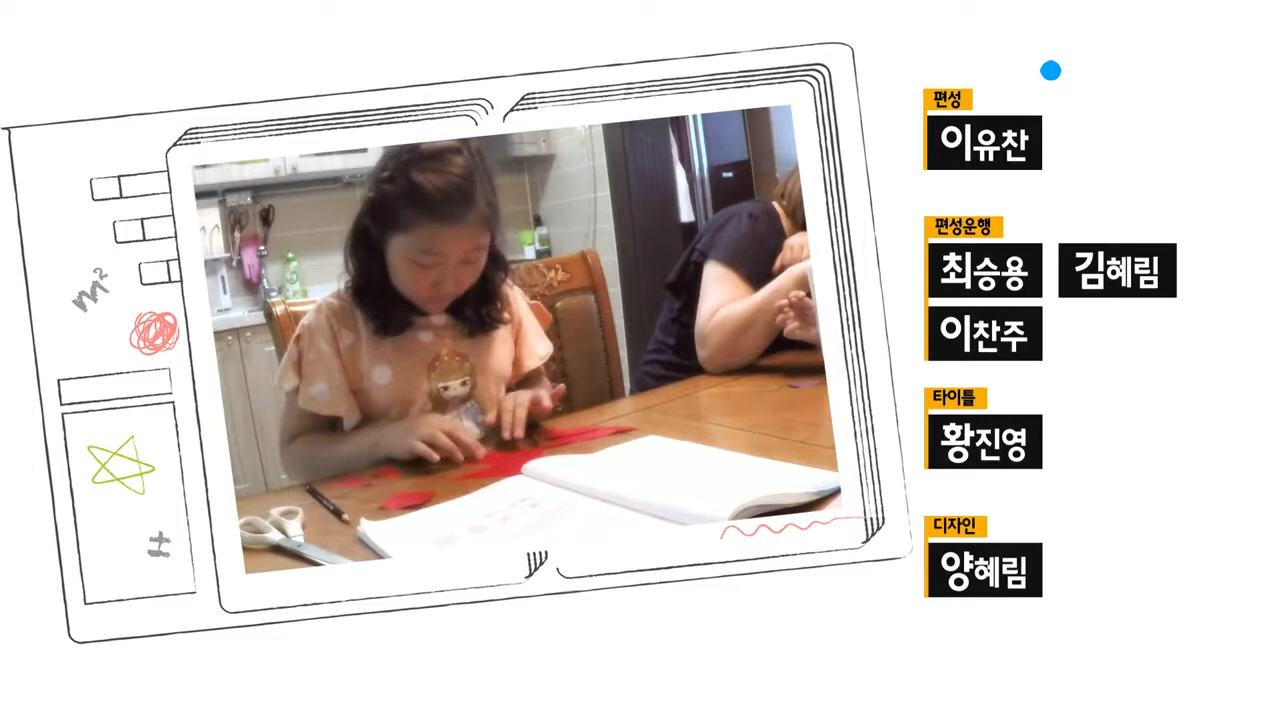 편성
이유찬
편성운행
최승용 김혜림
이찬주
타이틀
황진영
디자인
양혜림